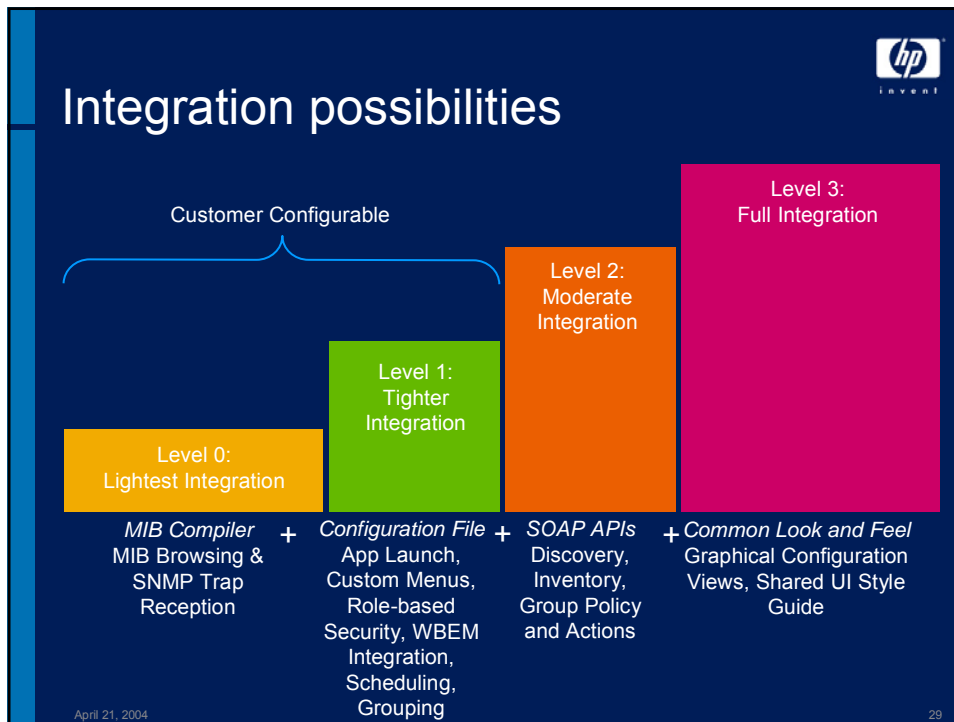 hp
invent
Integration possibilities
Customer Configurable
Level 3:
Full Integration
Level 2:
Moderate
Integration
Level 1:
Tighter
Integration
Level 0:
Lightest Integration
MIB Compiler
MIB Browsing &
SNMP Trap
Reception
+
Configuration File
App Launch,
Custom Menus,
Role-based
Security, WBEM
Integration,
Scheduling,
Grouping
+
SOAP APIs
Discovery,
Inventory,
Group Policy
and Actions
+
Common Look and Feel
Graphical Configuration
Views, Shared UI Style
Guide
April 21, 2004
29